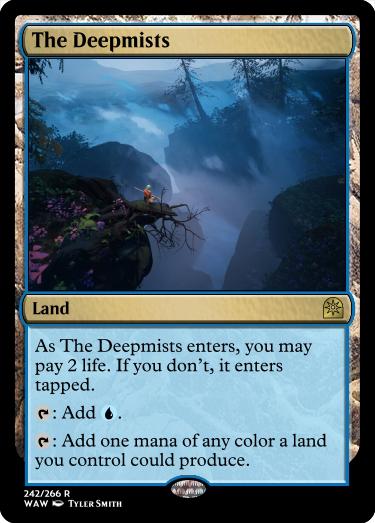 The Deepmists
Land
As The Deepmists enters, you may
pay 2 life. If you don't, it enters
tapped.
: Add .
: Add one mana of any color a land
you control could produce.
242/266 R
WAW TYLER SMITH